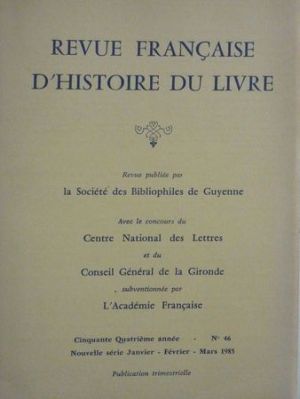 REVUE FRANÇAISE
D'HISTOIRE DU LIVRE
Revue publiée par
la Société des Bibliophiles de Guyenne
Avec le concours du
Centre National des Lettres
et du
Conseil Général de la Gironde
, subventionnée par
L'Académie Française
Cinquante Quatrième année - N° 46
Nouvelle série Janvier - Février - Mars 1985
Publication trimestrielle